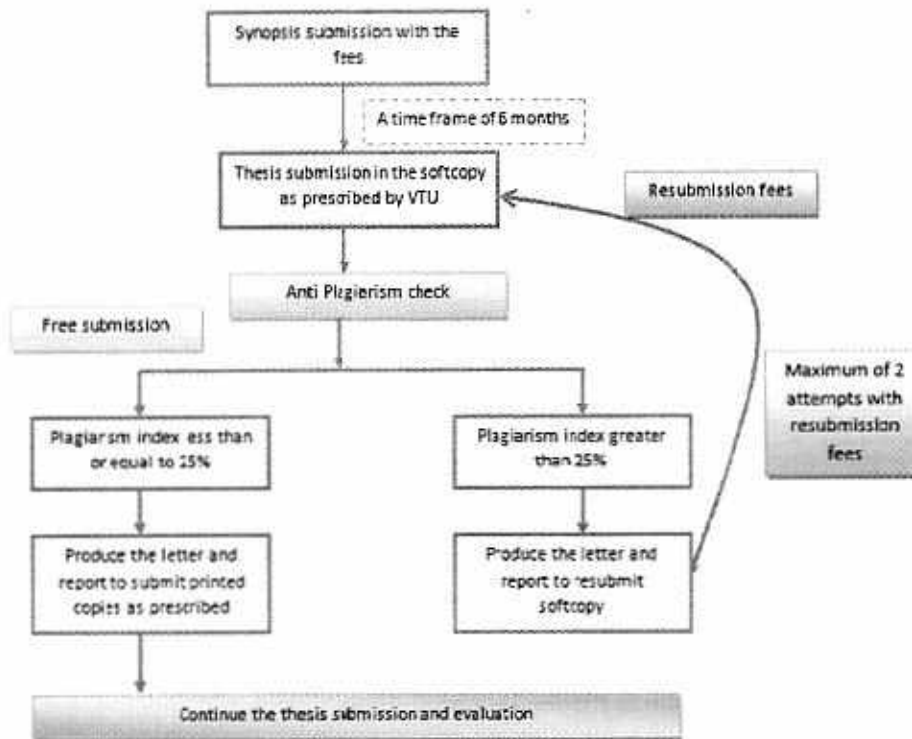 Synopsis submission with the
fees
A time frame of 6 months
Thesis submission in the softcopy
as prescribed by VTU
Resubmission fees
Anti Plagiarism check
Free submission
Maximum of 2
attempts with
resubmission
fees
Plagiarism index less than
or equal to 25%
Plagiarism index greater
than 25%
Produce the letter and
report to submit printed
copies as prescribed
Produce the letter and
report to resubmit
softcopy
Continue the thesis submission and evaluation